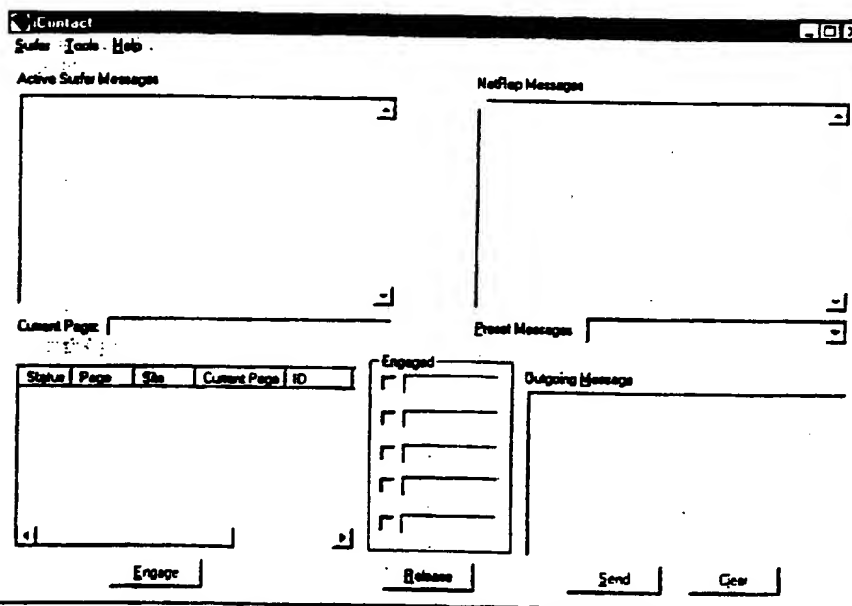 iContact
Surfer Tools Help
Active Surfer Messages
NetRep Messages
Current Page:
Preset Messages
Status Page Site Current Page ID
Engaged
Outgoing Message
Engage
Release
Send
Clear